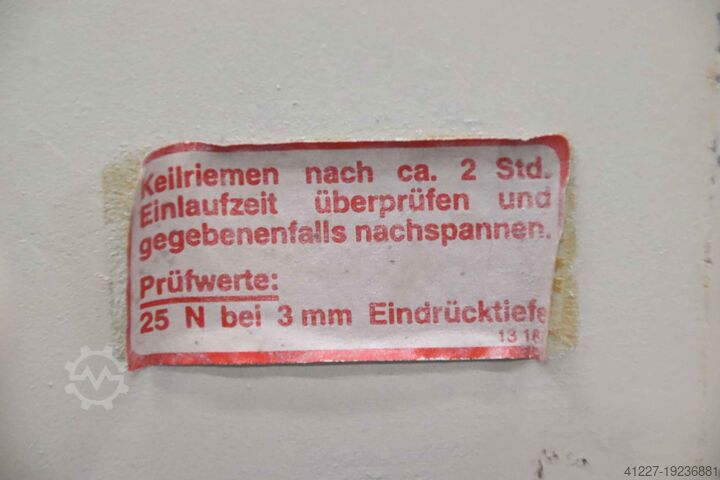 Keilriemen nach ca. 2 Std.
Einlaufzeit überprüfen und
gegebenenfalls nachspannen.
Prüfwerte:
25 N bei 3 mm Eindrücktiefe
13 16
41227-19236881